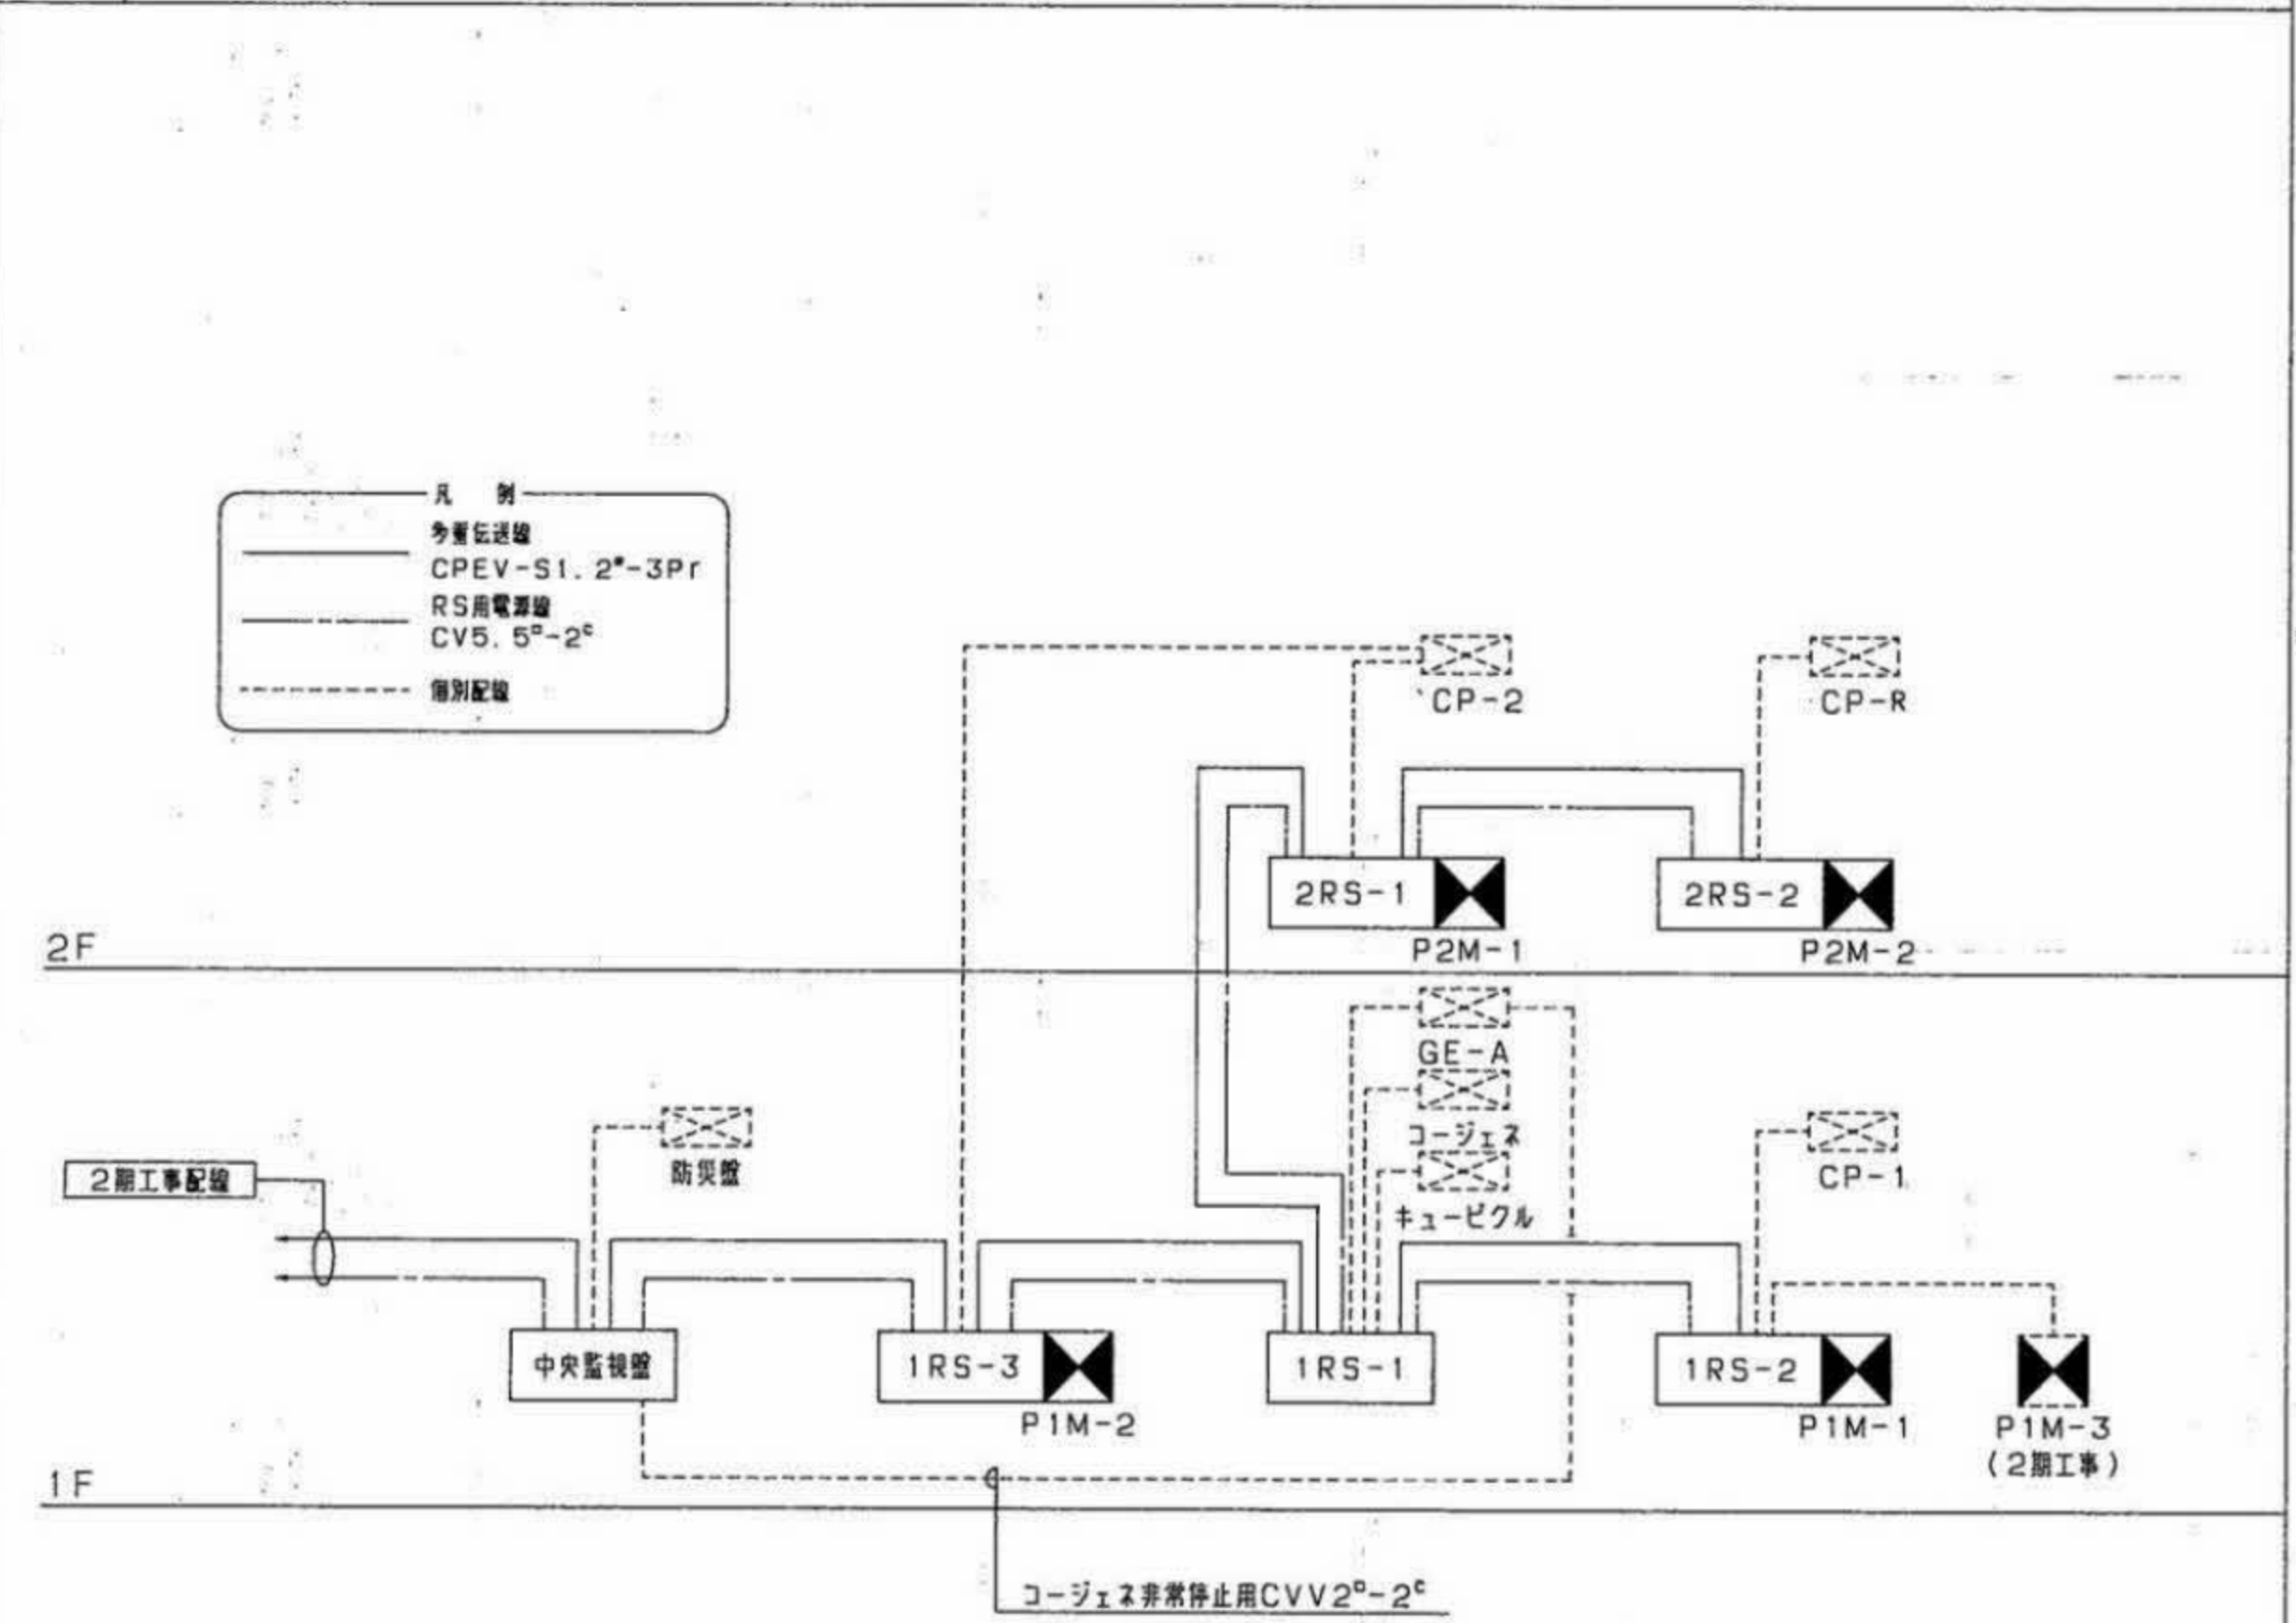 凡 例
多重伝送線
CPEV-S1.2°-3Pr
RS用電源線
CV5.5□-2c
個別配線
CP-2
CP-R
2RS-1
2RS-2
2F
P2M-1
P2M-2
GE-A
コージェネ
キュービクル
防災盤
CP-1
2期工事配線
中央監視盤
1RS-3
1RS-1
1RS-2
P1M-2
P1M-1
P1M-3
(2期工事)
1F
コージェネ非常停止用CVV2□-2c